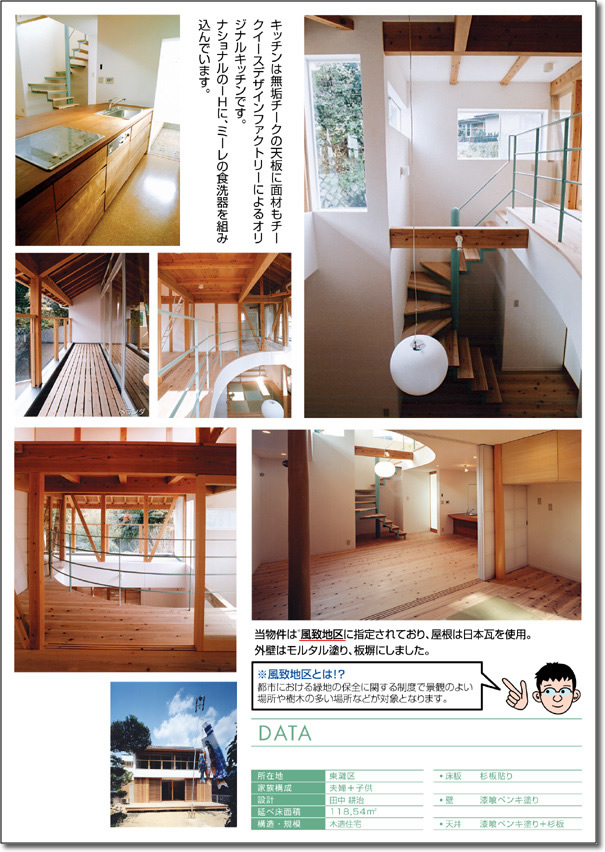 キッチンは無垢チークの天板に面材もチー
クイースデザインファクトリーによるオリ
ジナルキッチンです。
ナショナルのIHに、ミーレの食洗器を組み
込んでいます。
ベランダ
当物件は"風致地区に指定されており、屋根は日本瓦を使用。
外壁はモルタル塗り、板塀にしました。
※風致地区とは!?
都市における緑地の保全に関する制度で景観のよい
場所や樹木の多い場所などが対象となります。
DATA
所在地 東灘区
家族構成 夫婦＋子供
設計 田中 耕治
延べ床面積 118.54㎡
構造・規模 木造住宅
・床板 杉板貼り
・壁 漆喰ペンキ塗り
・天井 漆喰ペンキ塗り＋杉板